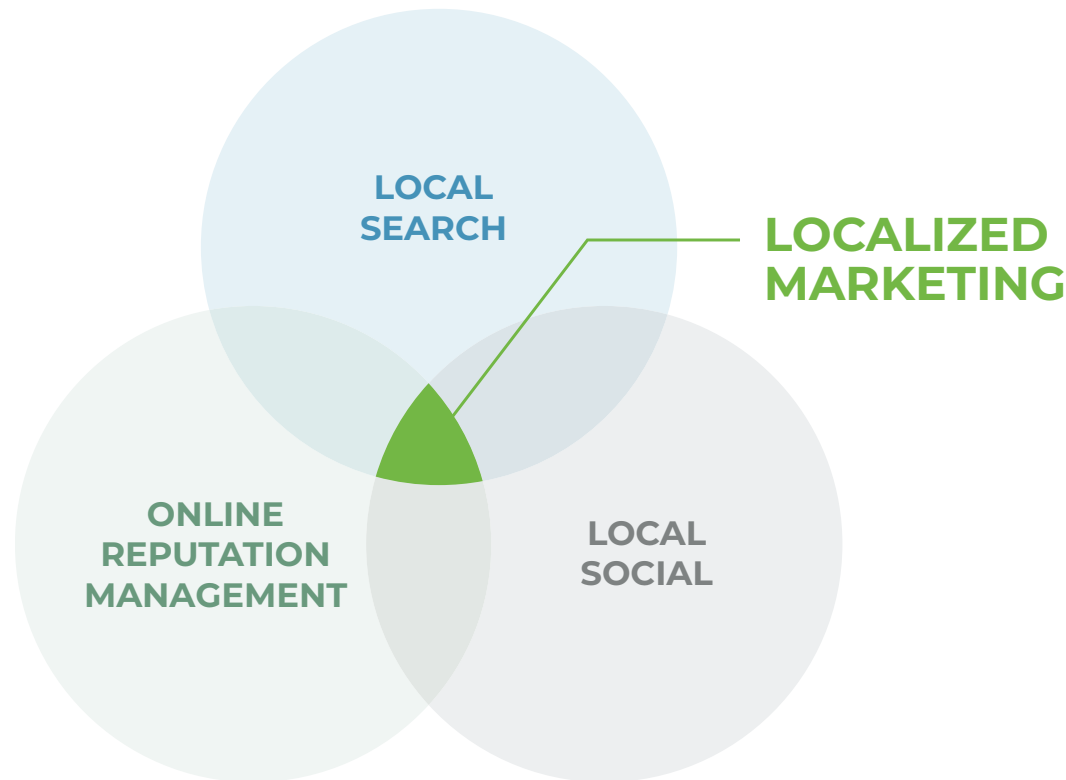 LOCAL
SEARCH
LOCALIZED
MARKETING
ONLINE
REPUTATION
MANAGEMENT
LOCAL
SOCIAL